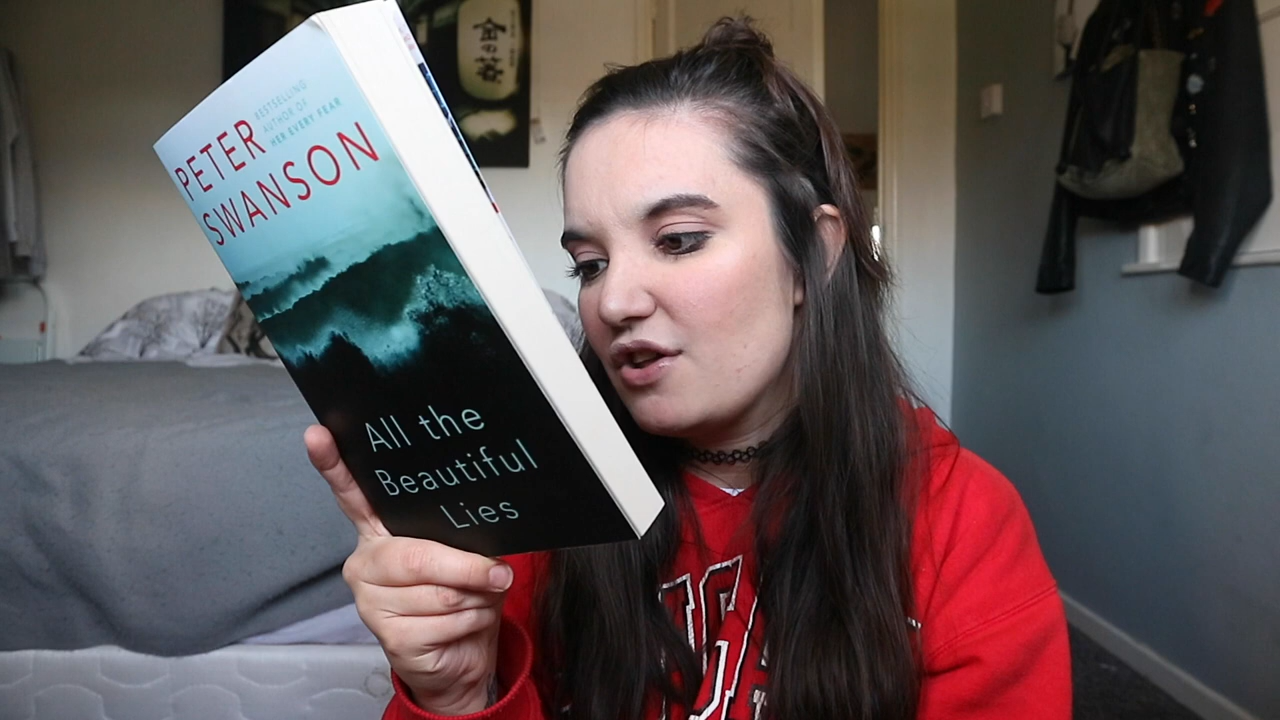 PETER
SWANSON
BESTSELLING
AUTHOR OF
HER EVERY FEAR
All the
Beautiful
Lies